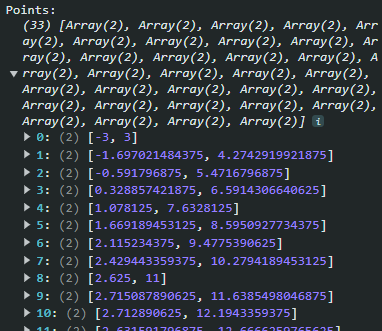 Points:
(33) [Array(2), Array(2), Array(2), Array(2), Arr
ay(2), Array(2), Array(2), Array(2), Array(2), Ar
ray(2), Array(2), Array(2), Array(2), Array(2), A
rray(2), Array(2), Array(2), Array(2), Array(2),
Array(2), Array(2), Array(2), Array(2), Array(2),
Array(2), Array(2), Array(2), Array(2), Array(2),
Array(2), Array(2), Array(2), Array(2)] i
0: (2) [-3, 3]
1: (2) [-1.697021484375, 4.2742919921875]
2: (2) [-0.591796875, 5.4716796875]
3: (2) [0.328857421875, 6.5914306640625]
4: (2) [1.078125, 7.6328125]
5: (2) [1.669189453125, 8.5950927734375]
6: (2) [2.115234375, 9.4775390625]
7: (2) [2.429443359375, 10.2794189453125]
8: (2) [2.625, 11]
9: (2) [2.715087890625, 11.6385498046875]
10: (2) [2.712890625, 12.1943359375]